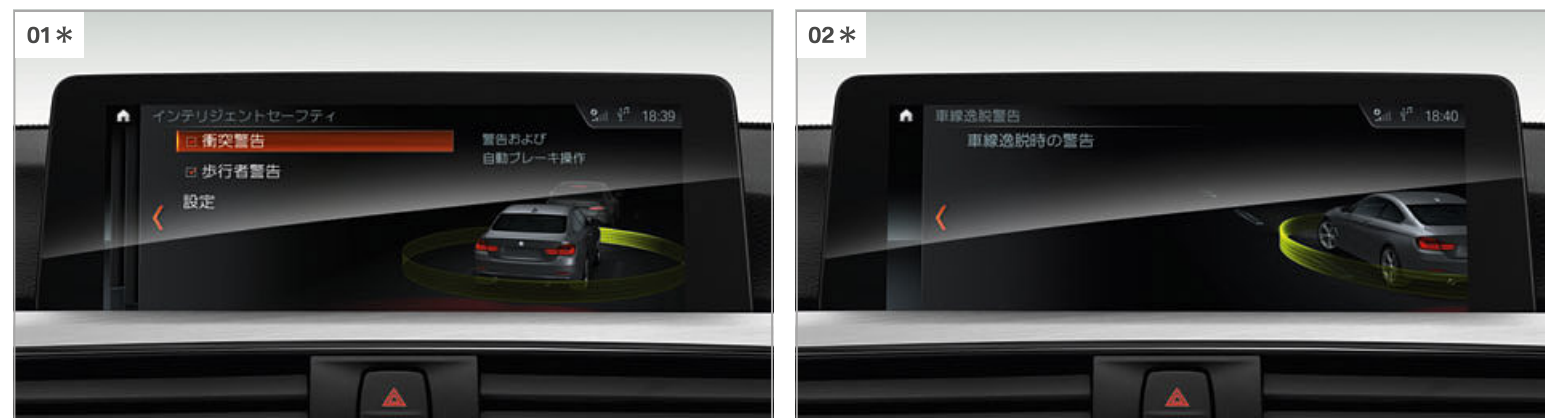 01*
インテリジェントセーフティ
18:39
衝突警告
歩行者警告
設定
警告および
自動ブレーキ操作
02*
車線逸脱警告
18:40
車線逸脱時の警告